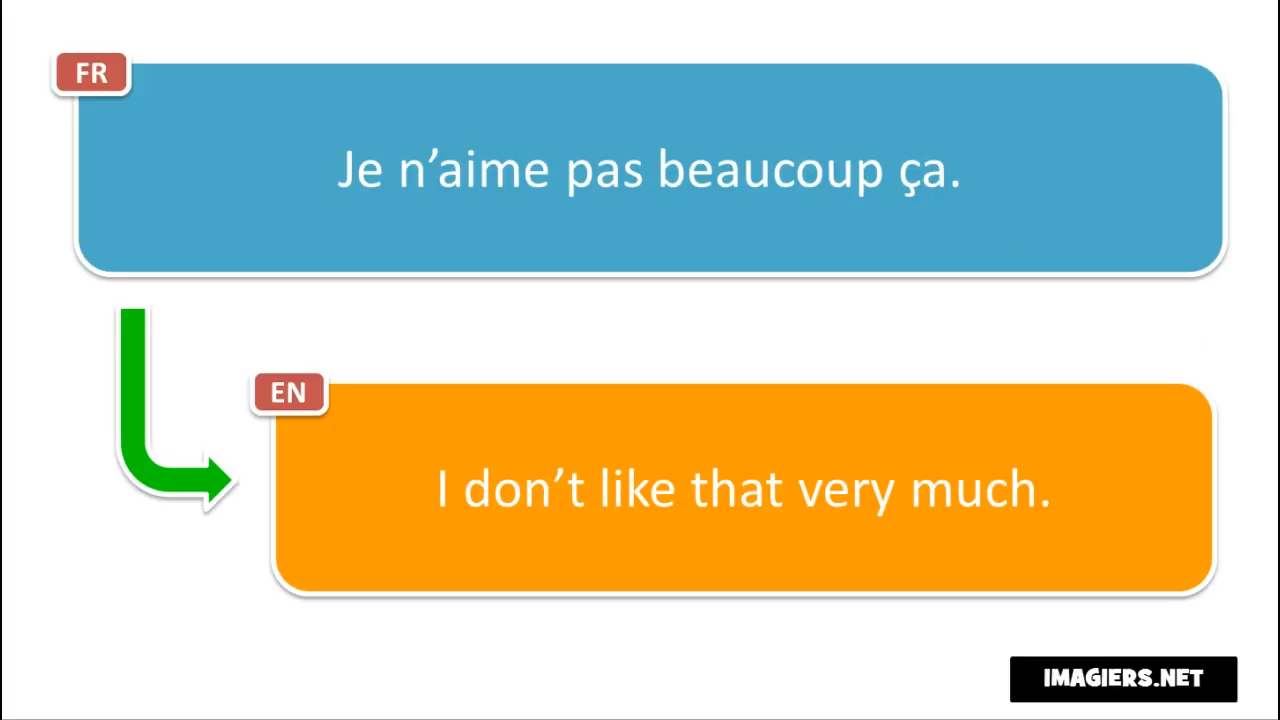 FR
Je n’aime pas beaucoup ça.
EN
I don’t like that very much.
IMAGIERS.NET